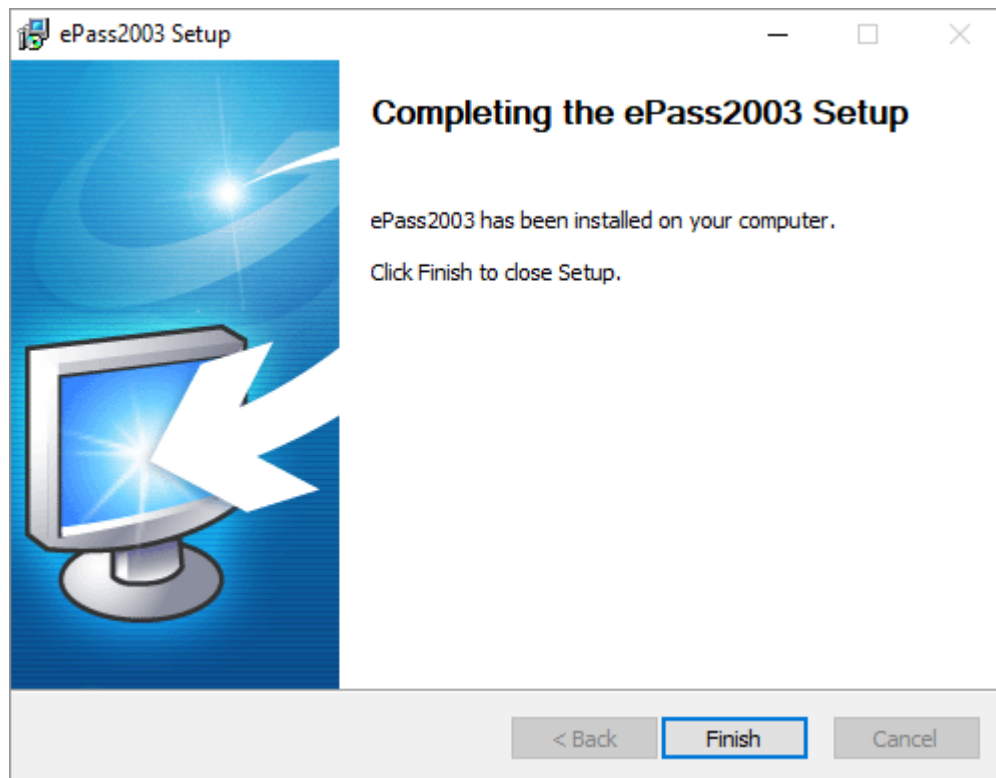 ePass2003 Setup
Completing the ePass2003 Setup
ePass2003 has been installed on your computer.
Click Finish to close Setup.
< Back
Finish
Cancel